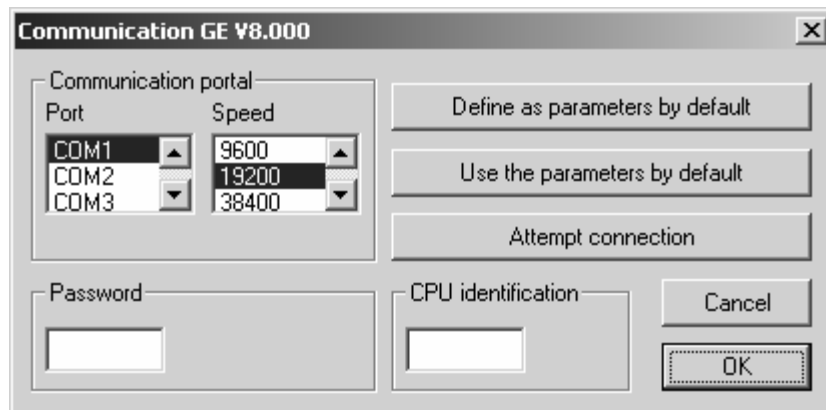 Communication GE V8.000
Communication portal
Port Speed
COM1
COM2
COM3
9600
19200
38400
Define as parameters by default
Use the parameters by default
Attempt connection
Password
CPU identification
Cancel
OK